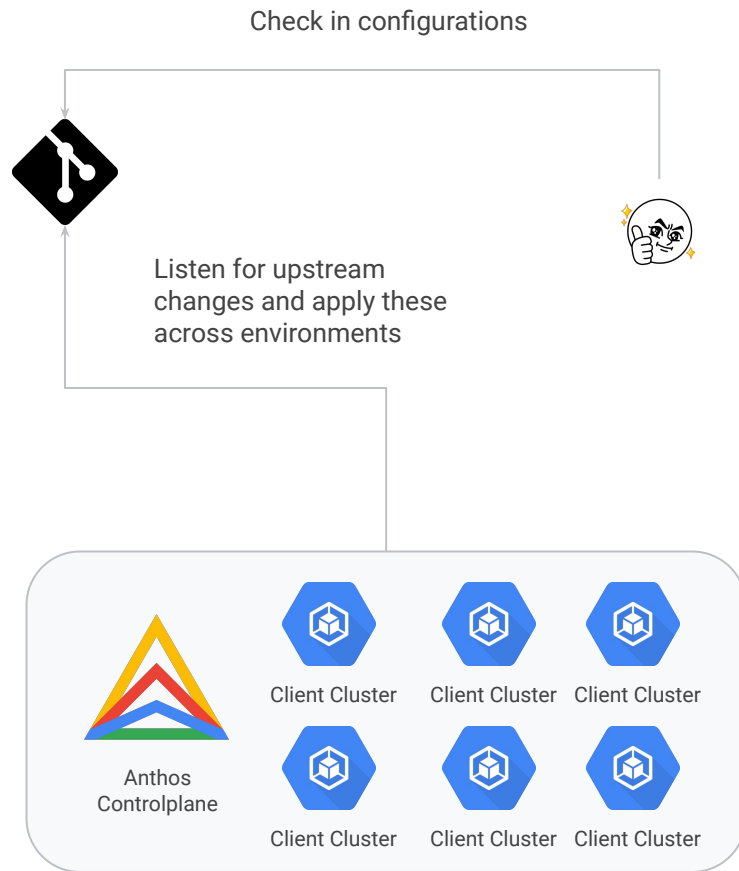 Check in configurations
Listen for upstream
changes and apply these
across environments
Client Cluster
Client Cluster
Client Cluster
Anthos
Controlplane
Client Cluster
Client Cluster
Client Cluster